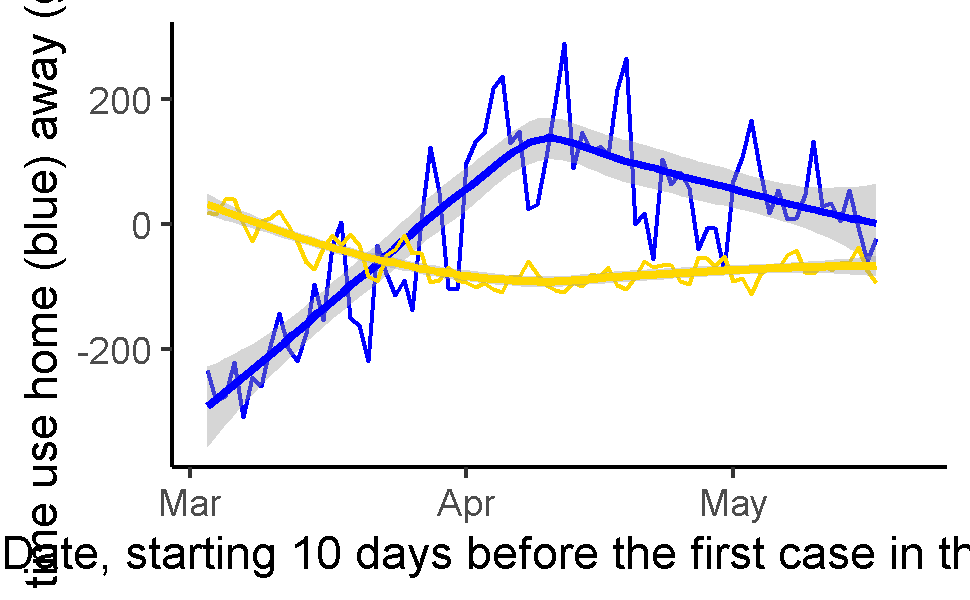 time use home (blue) away (
200
0
-200
Mar Apr May
Date, starting 10 days before the first case in th